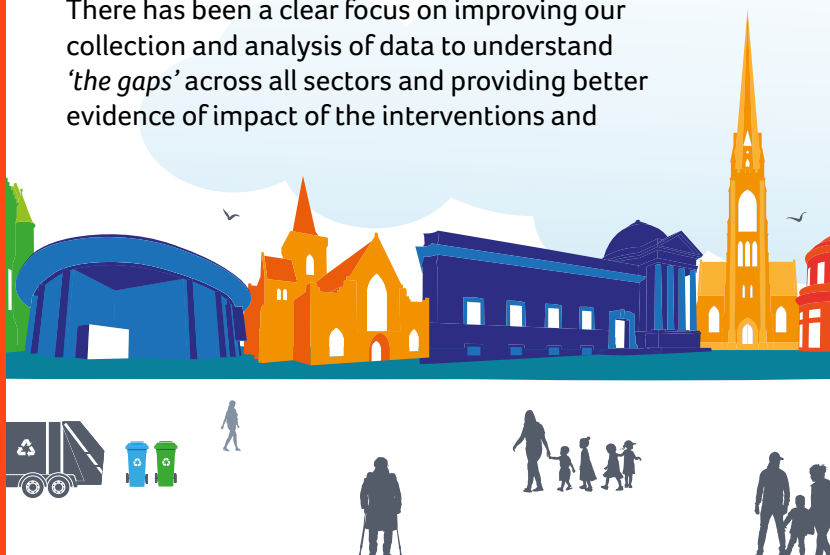 There has been a clear focus on improving our
collection and analysis of data to understand
‘the gaps’ across all sectors and providing better
evidence of impact of the interventions and